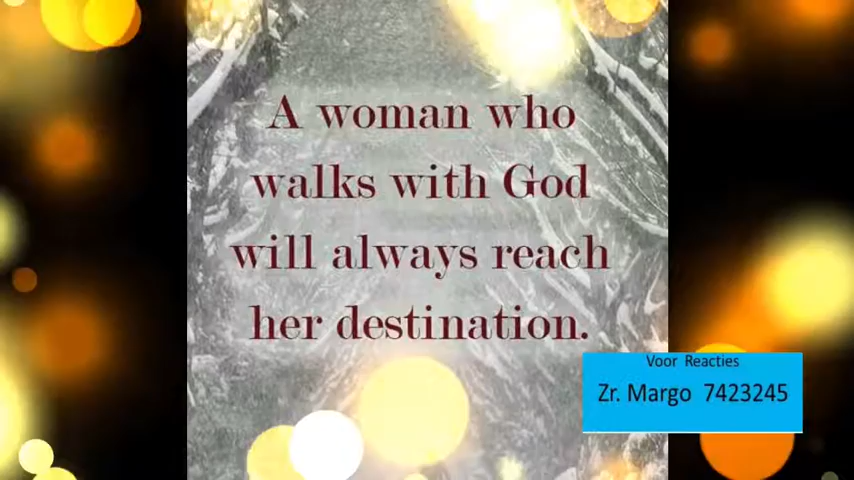 A woman who
walks with God
will always reach
her destination.
Voor Reacties
Zr. Margo 7423245